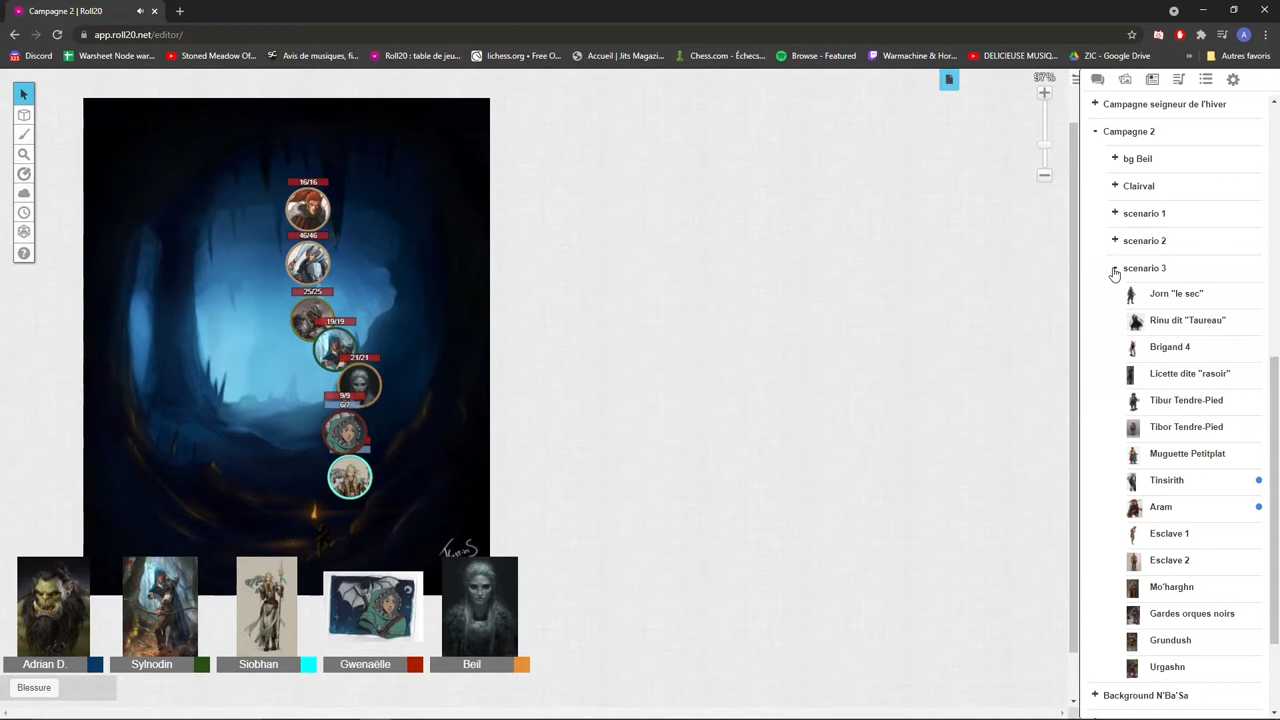 Campagne 2 | Roll20
app.roll20.net/editor/
Discord
Warsheet Node war...
Stoned Meadow Of...
Avis de musiques, fi...
Roll20 : table de jeu...
lichess.org • Free O...
Accueil | Jits Magazi...
Chess.com - Échecs...
Browse - Featured
Warmachine & Hor...
DELICIEUSE MUSIQ...
ZIC - Google Drive
Autres favoris
97%
16/16
46/46
25/25
19/19
21/21
9/9
6/7
Adrian D.
Sylnodin
Siobhan
Gwenaëlle
Beil
Blessure
Campagne seigneur de l'hiver
Campagne 2
bg Beil
Clairval
scenario 1
scenario 2
scenario 3
Jorn "le sec"
Rinu dit "Taureau"
Brigand 4
Licette dite "rasoir"
Tibur Tendre-Pied
Tibor Tendre-Pied
Muguette Petitplat
Tinsirith
Aram
Esclave 1
Esclave 2
Mo'harghn
Gardes orques noirs
Grundush
Urgashn
Background N'Ba'Sa